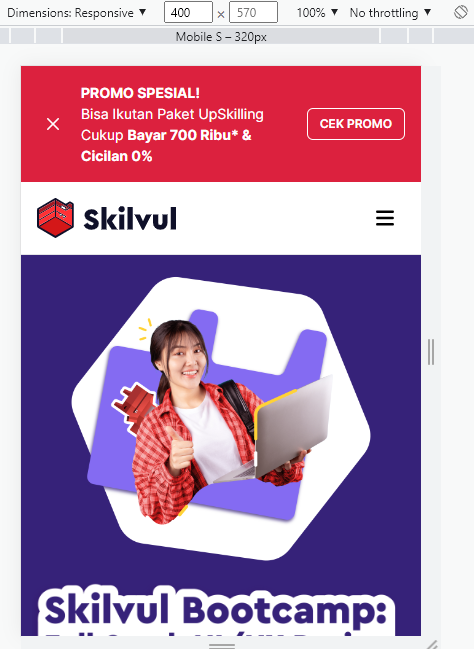 Dimensions: Responsive ▼ 400 × 570 100% ▼ No throttling ▼
Mobile S – 320px
PROMO SPESIAL!
Bisa Ikutan Paket UpSkilling
Cukup Bayar 700 Ribu* &
Cicilan 0%
CEK PROMO
Skilvul
Skilvul Bootcamp: